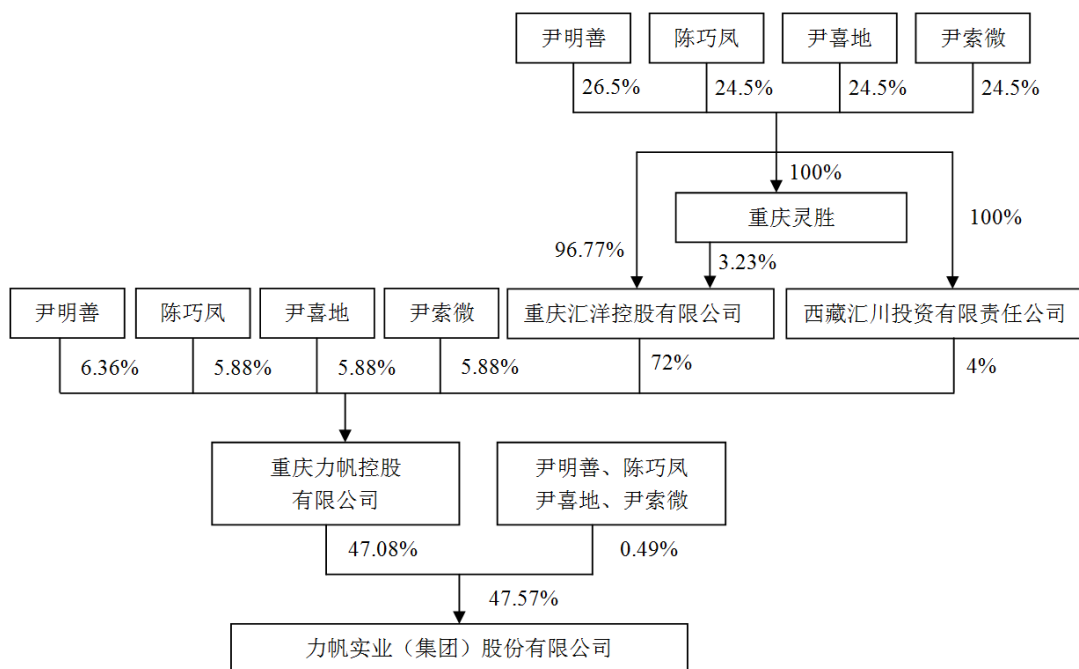 尹明善
陈巧凤
尹喜地
尹索微
26.5%
24.5%
24.5%
24.5%
100%
重庆灵胜
100%
96.77%
3.23%
尹明善
陈巧凤
尹喜地
尹索微
重庆汇洋控股有限公司
西藏汇川投资有限责任公司
6.36%
5.88%
5.88%
5.88%
72%
4%
重庆力帆控股
有限公司
尹明善、陈巧凤
尹喜地、尹索微
47.08%
0.49%
47.57%
力帆实业（集团）股份有限公司